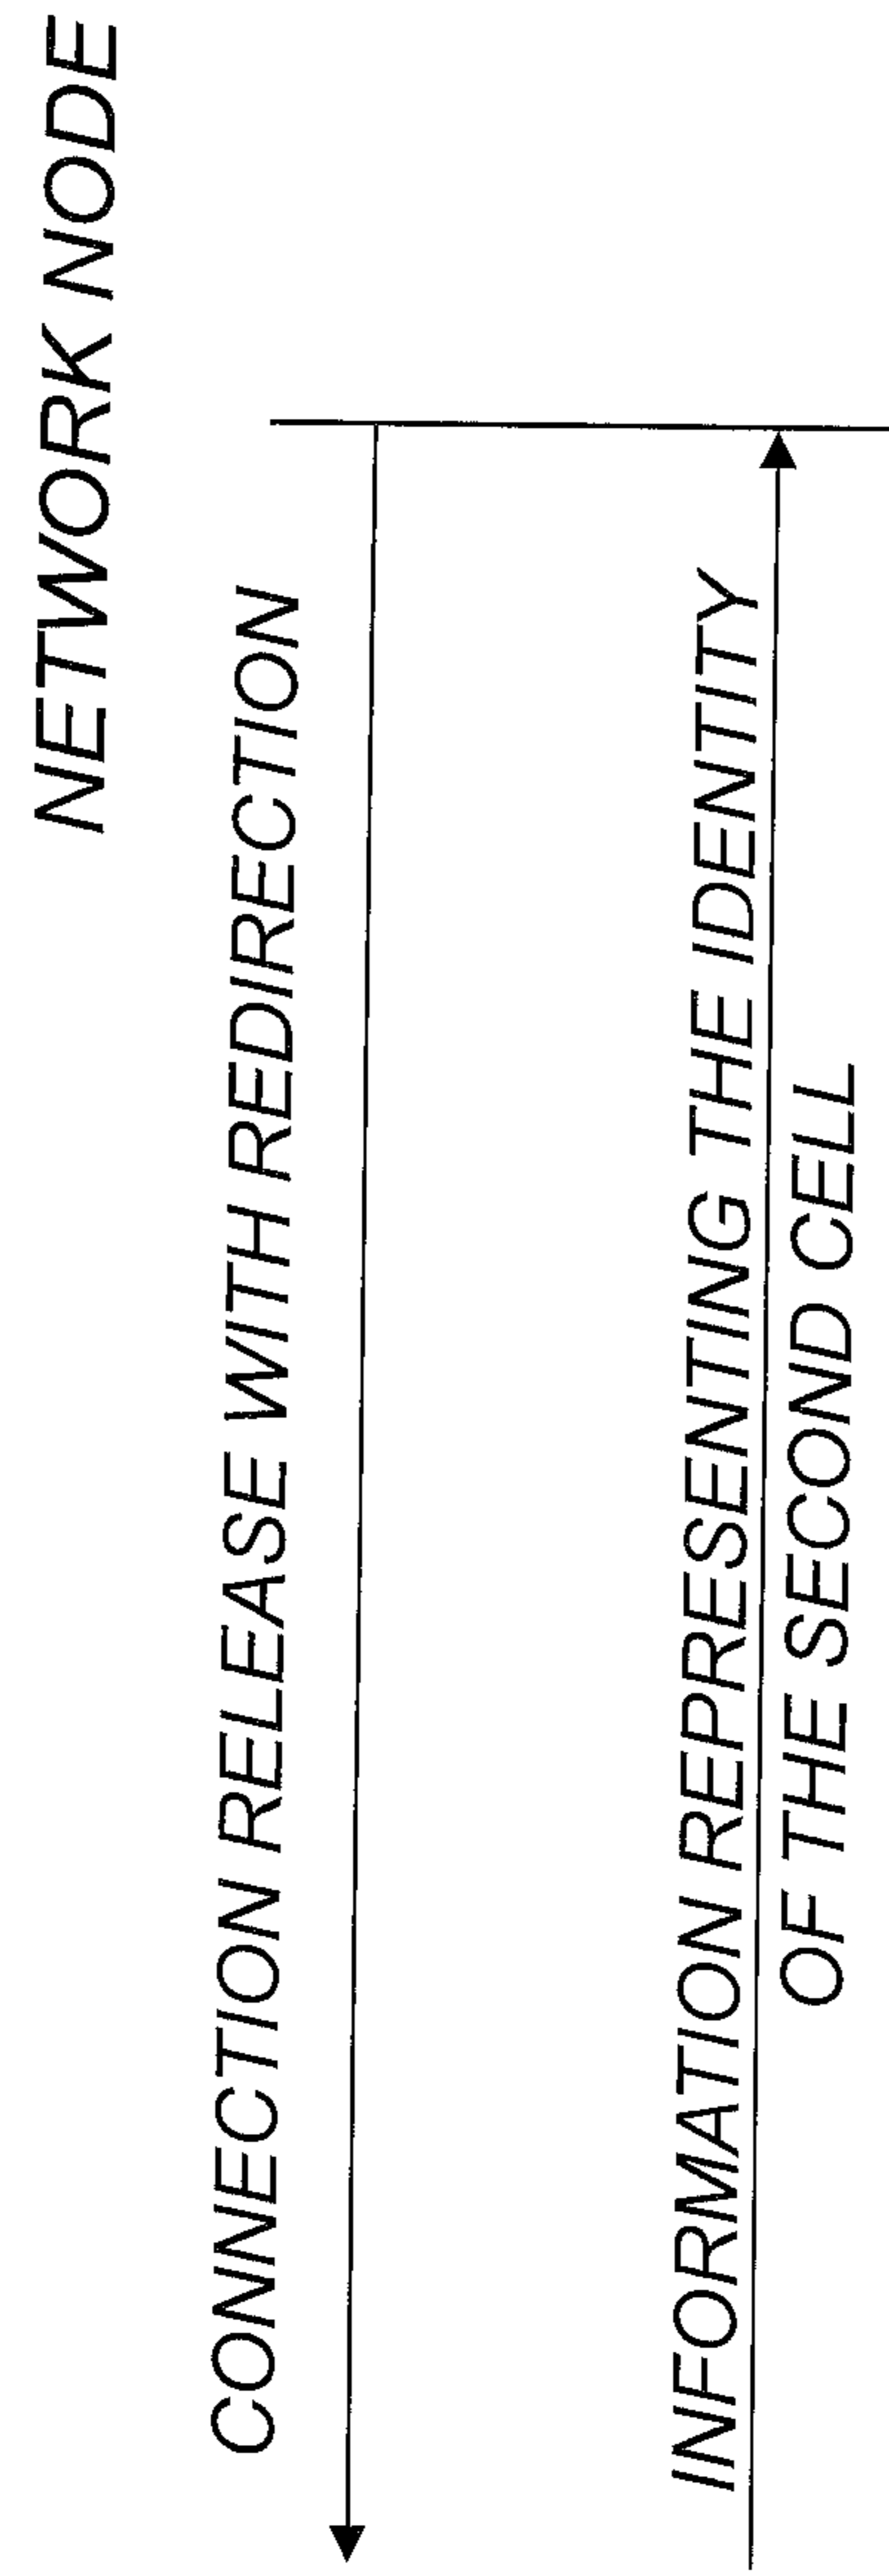 NETWORK NODE
CONNECTION RELEASE WITH REDIRECTION
INFORMATION REPRESENTING THE IDENTITY
OF THE SECOND CELL